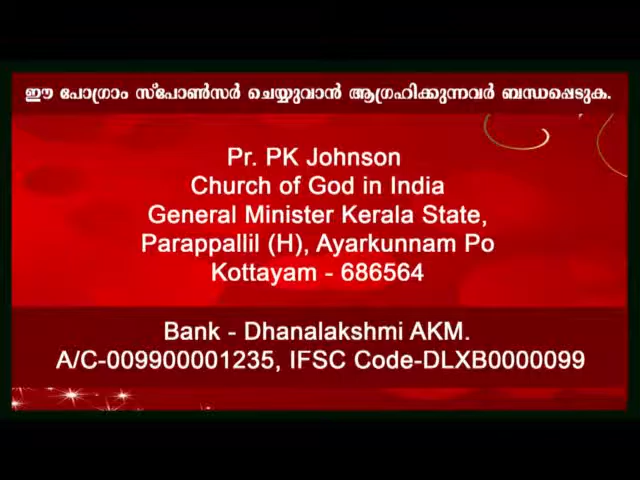 ഈ പോഗ്രാം സ്പോൺസർ ചെയ്യുവാൻ ആഗ്രഹിക്കുന്നവർ ബന്ധപ്പെടുക.
Pr. PK Johnson
Church of God in India
General Minister Kerala State,
Parappallil (H), Ayarkunnam Po
Kottayam - 686564
Bank - Dhanalakshmi AKM.
A/C-009900001235, IFSC Code-DLXB0000099